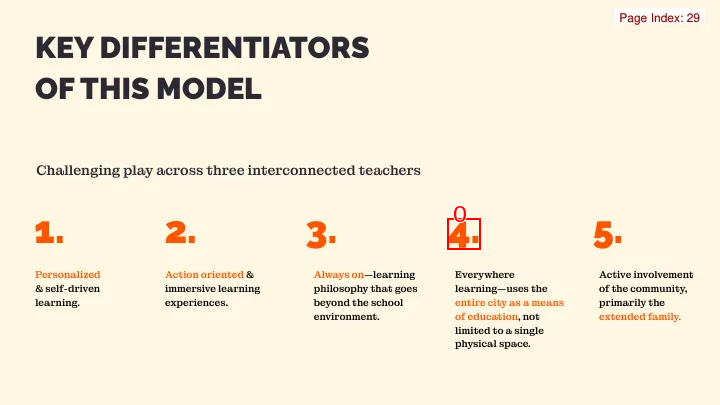 Page Index: 29
KEY DIFFERENTIATORS
OF THIS MODEL
Challenging play across three interconnected teachers
1.
Personalized
& self-driven
learning.
2.
Action oriented &
immersive learning
experiences.
3.
Always on—learning
philosophy that goes
beyond the school
environment.
0
4.
Everywhere
learning—uses the
entire city as a means
of education, not
limited to a single
physical space.
5.
Active involvement
of the community,
primarily the
extended family.